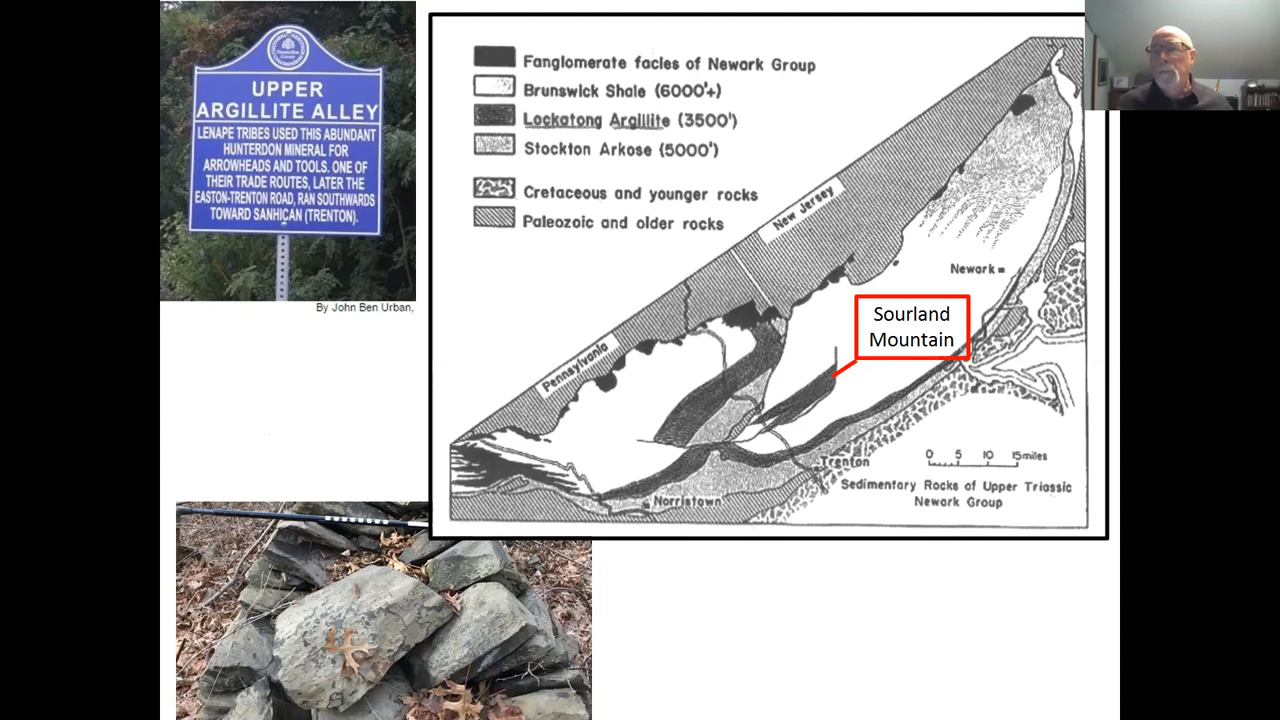 UPPER
ARGILLITE ALLEY
LENAPE TRIBES USED THIS ABUNDANT
HUNTERDON MINERAL FOR
ARROWHEADS AND TOOLS. ONE OF
THEIR TRADE ROUTES, LATER THE
EASTON-TRENTON ROAD, RAN SOUTHWARDS
TOWARD SANHICAN (TRENTON).
By John Ben Urban,
Fanglomerate facies of Newark Group
Brunswick Shale (6000'+)
Lockatong Argillite (3500')
Stockton Arkose (5000')
Cretaceous and younger rocks
Paleozoic and older rocks
New Jersey
Newark
Sourland
Mountain
Pennsylvania
Trenton
Norristown
0 5 10 15 miles
Sedimentary Rocks of Upper Triassic
Newark Group